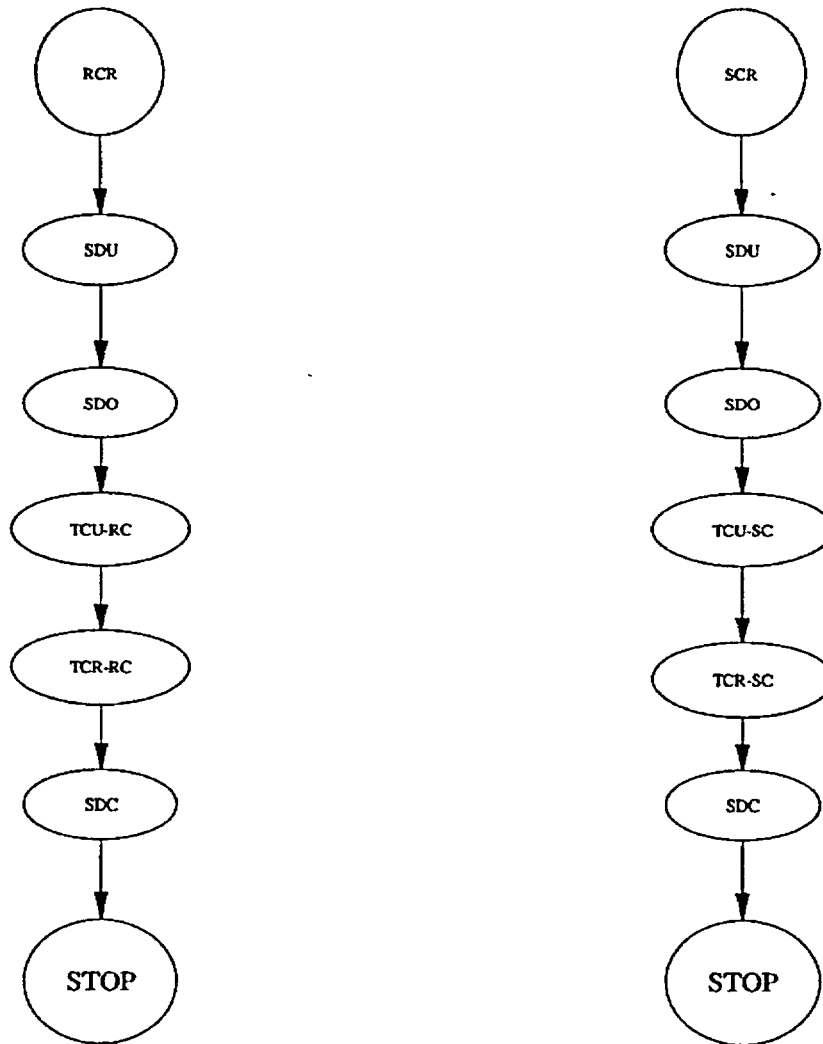 RCR
SDU
SDO
TCU-RC
TCR-RC
SDC
STOP
SCR
SDU
SDO
TCU-SC
TCR-SC
SDC
STOP